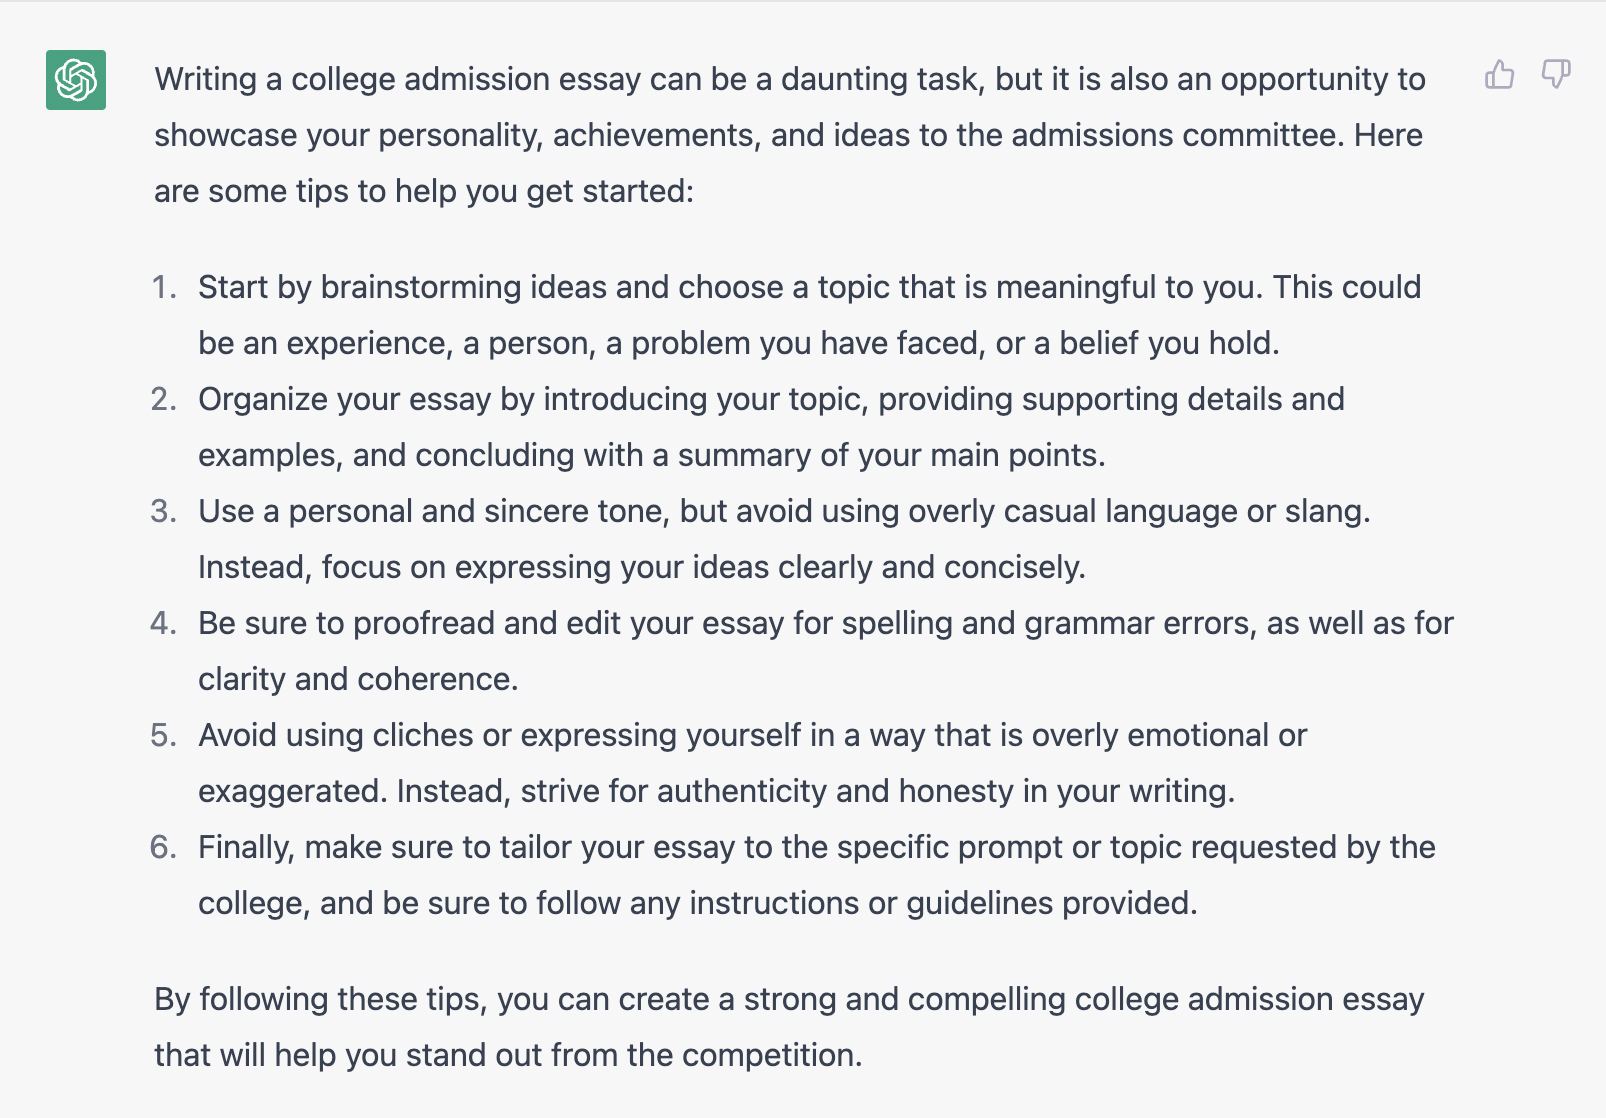 Writing a college admission essay can be a daunting task, but it is also an opportunity to
showcase your personality, achievements, and ideas to the admissions committee. Here
are some tips to help you get started:
1. Start by brainstorming ideas and choose a topic that is meaningful to you. This could
be an experience, a person, a problem you have faced, or a belief you hold.
2. Organize your essay by introducing your topic, providing supporting details and
examples, and concluding with a summary of your main points.
3. Use a personal and sincere tone, but avoid using overly casual language or slang.
Instead, focus on expressing your ideas clearly and concisely.
4. Be sure to proofread and edit your essay for spelling and grammar errors, as well as for
clarity and coherence.
5. Avoid using cliches or expressing yourself in a way that is overly emotional or
exaggerated. Instead, strive for authenticity and honesty in your writing.
6. Finally, make sure to tailor your essay to the specific prompt or topic requested by the
college, and be sure to follow any instructions or guidelines provided.
By following these tips, you can create a strong and compelling college admission essay
that will help you stand out from the competition.